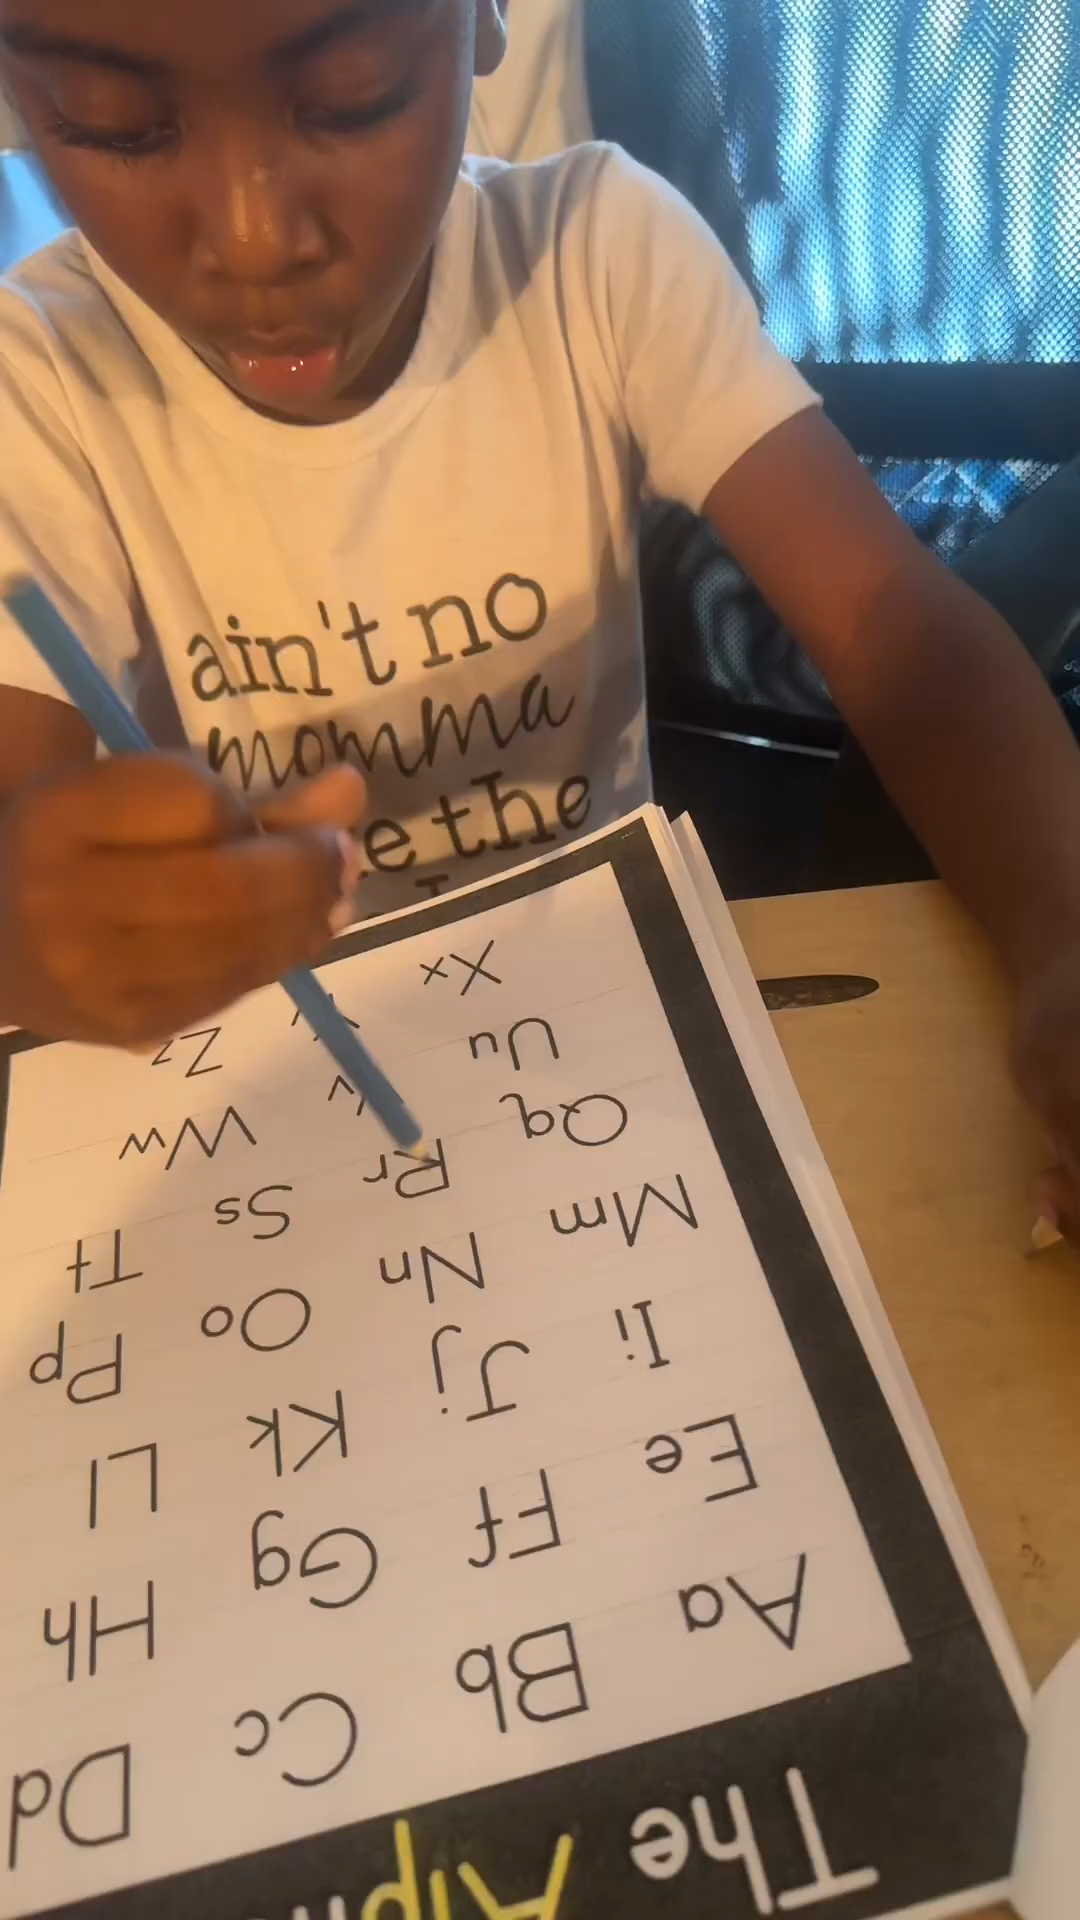 ain't no
momma
the
The
Aa Bb Cc Dd
Ee Ff Gg Hh
Ii Jj Kk Ll
Mm Nn Oo Pp
Qq Rr Ss Tt
Uu Ww
Xx Zz